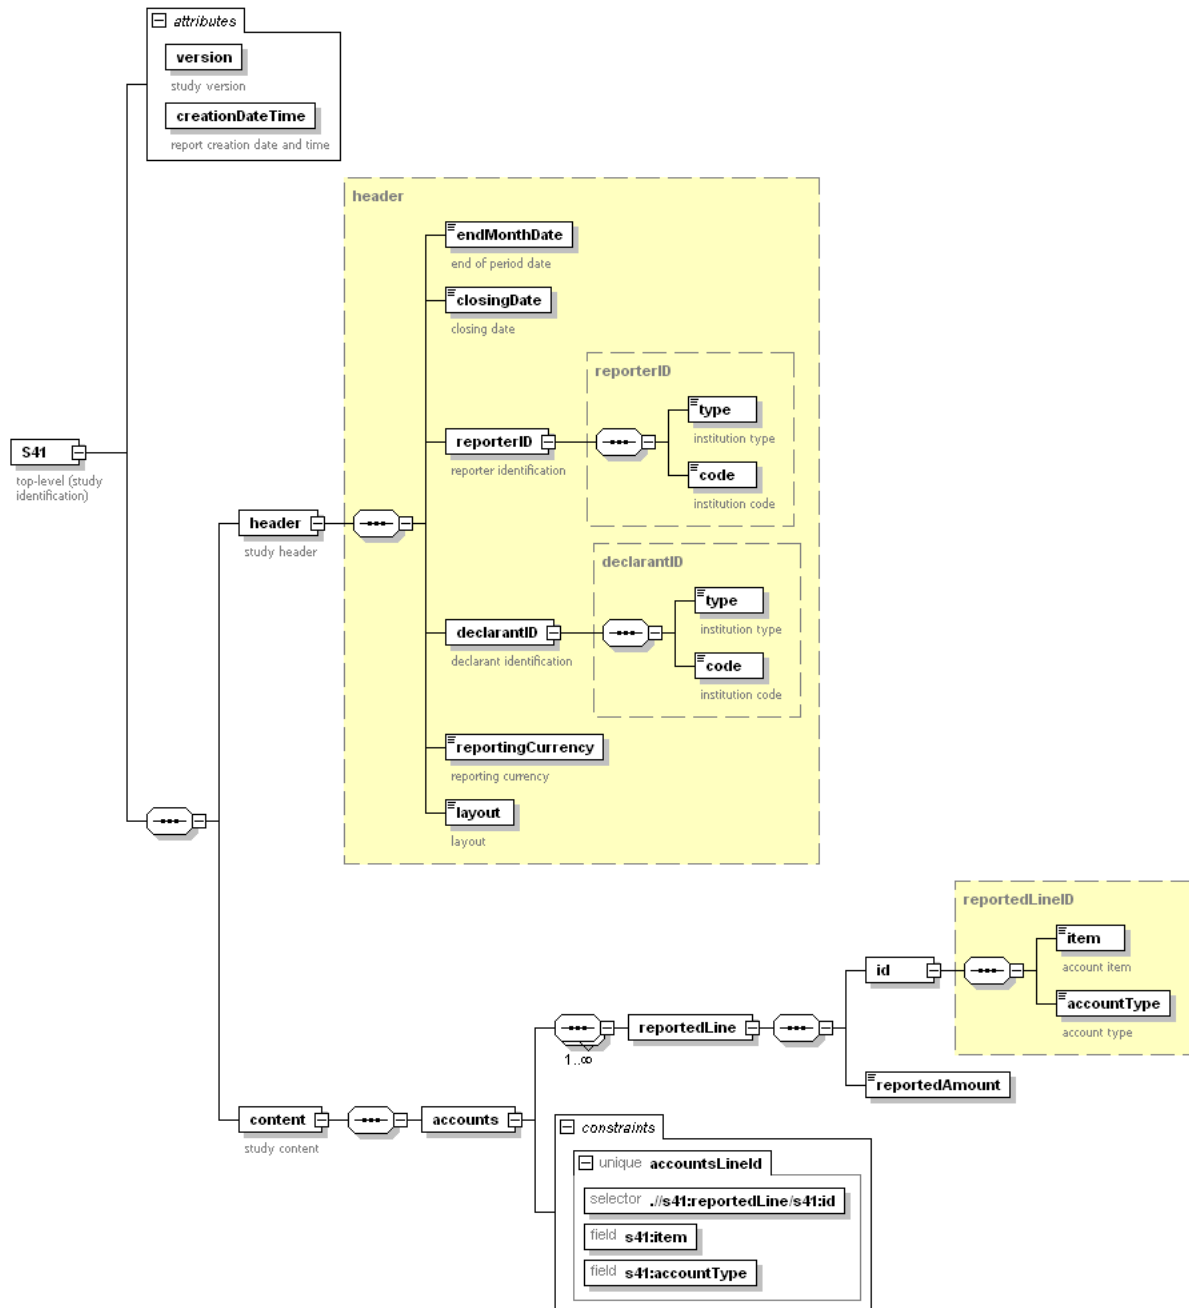 attributes
version
study version
creationDateTime
report creation date and time
header
endMonthDate
end of period date
closingDate
closing date
reporterID
type
institution type
reporterID
reporter identification
code
institution code
S41
top-level (study
identification)
header
study header
declarantID
type
institution type
declarantID
declarant identification
code
institution code
reportingCurrency
reporting currency
layout
layout
reportedLineID
item
account item
id
accountType
account type
reportedLine
1..∞
reportedAmount
content
study content
accounts
constraints
unique accountsLineId
selector .//s41:reportedLine/s41:id
field s41:item
field s41:accountType